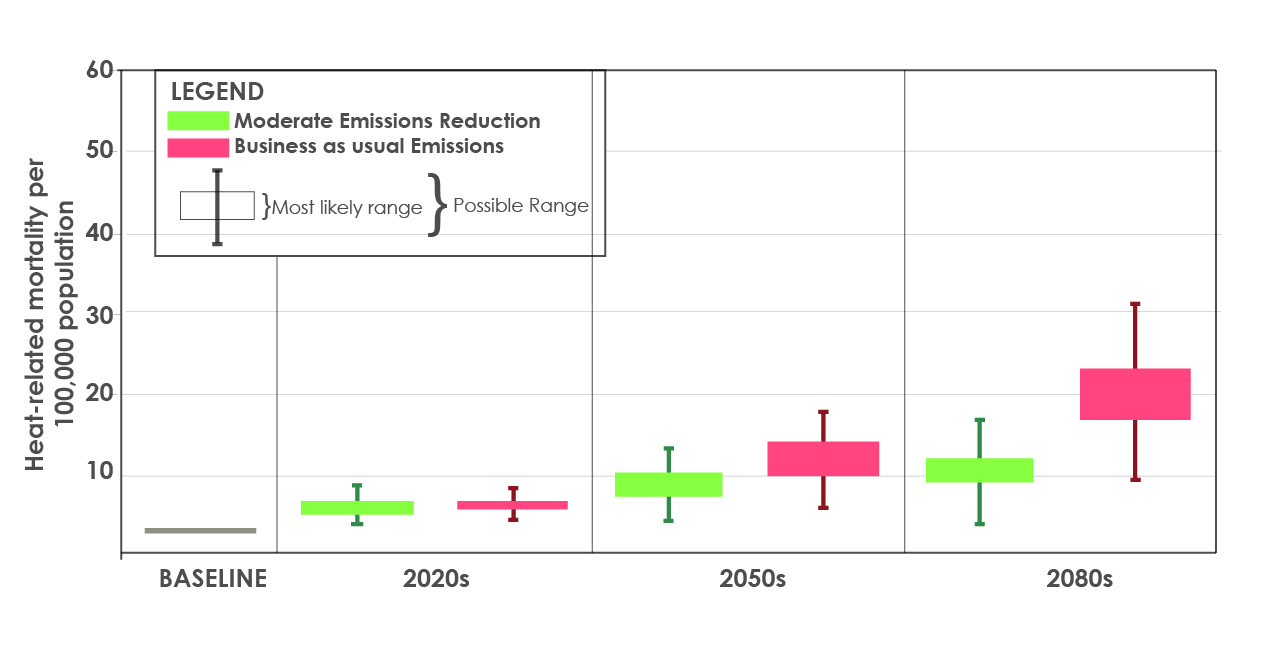 60
LEGEND
Moderate Emissions Reduction
Business as usual Emissions
}Most likely range } Possible Range
50
40
30
20
10
Heat-related mortality per
100,000 population
BASELINE
2020s
2050s
2080s